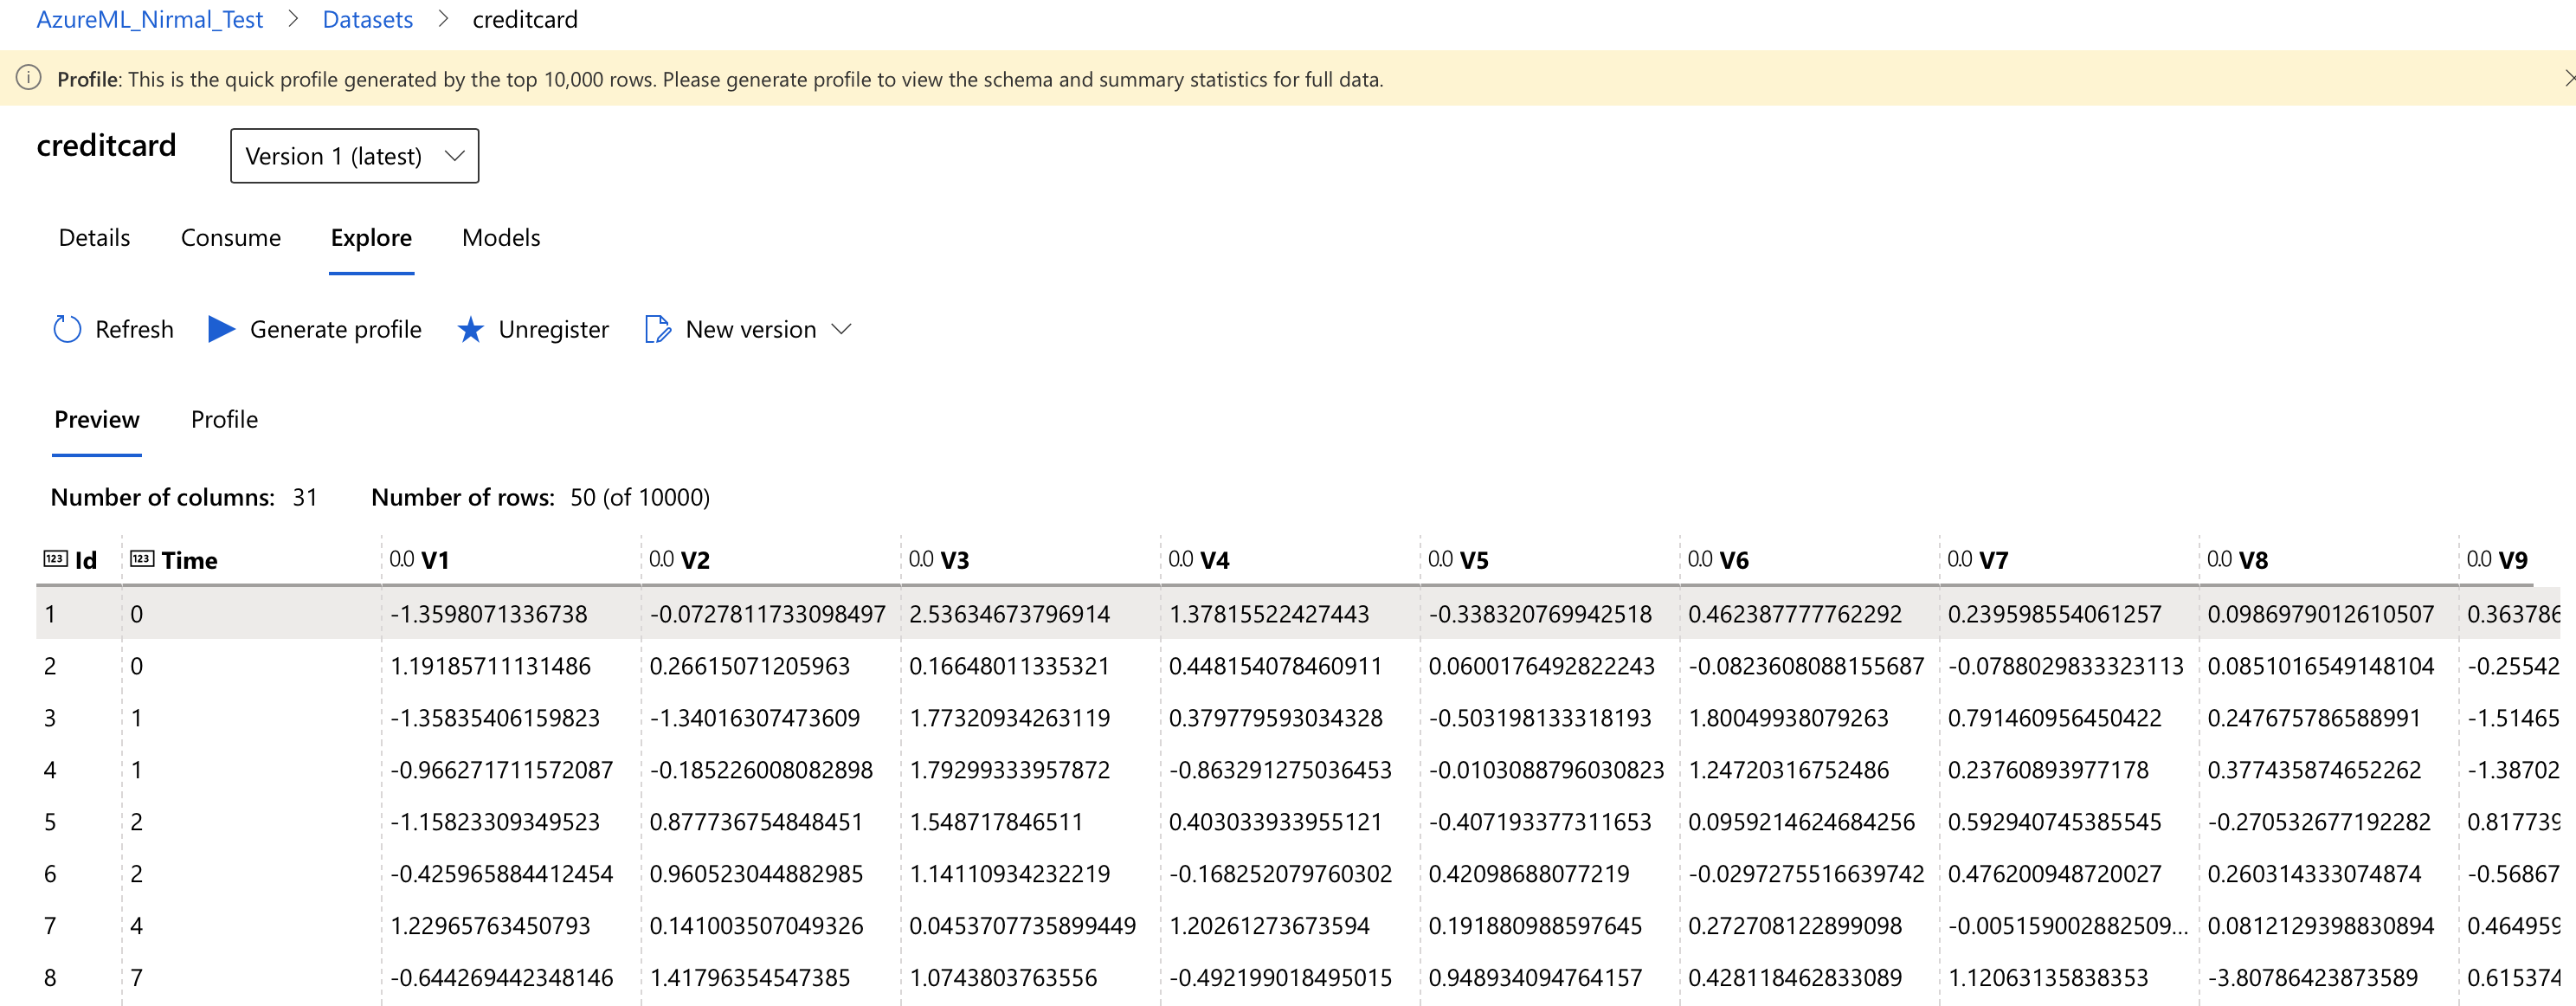 AzureML_Nirmal_Test > Datasets > creditcard
Profile: This is the quick profile generated by the top 10,000 rows. Please generate profile to view the schema and summary statistics for full data.
creditcard Version 1 (latest)
Details Consume Explore Models
Refresh Generate profile Unregister New version
Preview Profile
Number of columns: 31 Number of rows: 50 (of 10000)
123 Id 123 Time 0.0 V1 0.0 V2 0.0 V3 0.0 V4 0.0 V5 0.0 V6 0.0 V7 0.0 V8 0.0 V9
1 0 -1.3598071336738 -0.0727811733098497 2.53634673796914 1.37815522427443 -0.338320769942518 0.462387777762292 0.239598554061257 0.0986979012610507 0.363786
2 0 1.19185711131486 0.26615071205963 0.16648011335321 0.448154078460911 0.0600176492822243 -0.0823608088155687 -0.0788029833323113 0.0851016549148104 -0.25542
3 1 -1.35835406159823 -1.34016307473609 1.77320934263119 0.379779593034328 -0.503198133318193 1.80049938079263 0.791460956450422 0.247675786588991 -1.51465
4 1 -0.966271711572087 -0.185226008082898 1.79299333957872 -0.863291275036453 -0.0103088796030823 1.24720316752486 0.23760893977178 0.377435874652262 -1.38702
5 2 -1.15823309349523 0.877736754848451 1.548717846511 0.403033933955121 -0.407193377311653 0.0959214624684256 0.592940745385545 -0.270532677192282 0.817739
6 2 -0.425965884412454 0.960523044882985 1.14110934232219 -0.168252079760302 0.42098688077219 -0.0297275516639742 0.476200948720027 0.260314333074874 -0.56867
7 4 1.22965763450793 0.141003507049326 0.0453707735899449 1.20261273673594 0.191880988597645 0.272708122899098 -0.005159002882509... 0.0812129398830894 0.464959
8 7 -0.644269442348146 1.41796354547385 1.0743803763556 -0.492199018495015 0.948934094764157 0.428118462833089 1.12063135838353 -3.80786423873589 0.615374